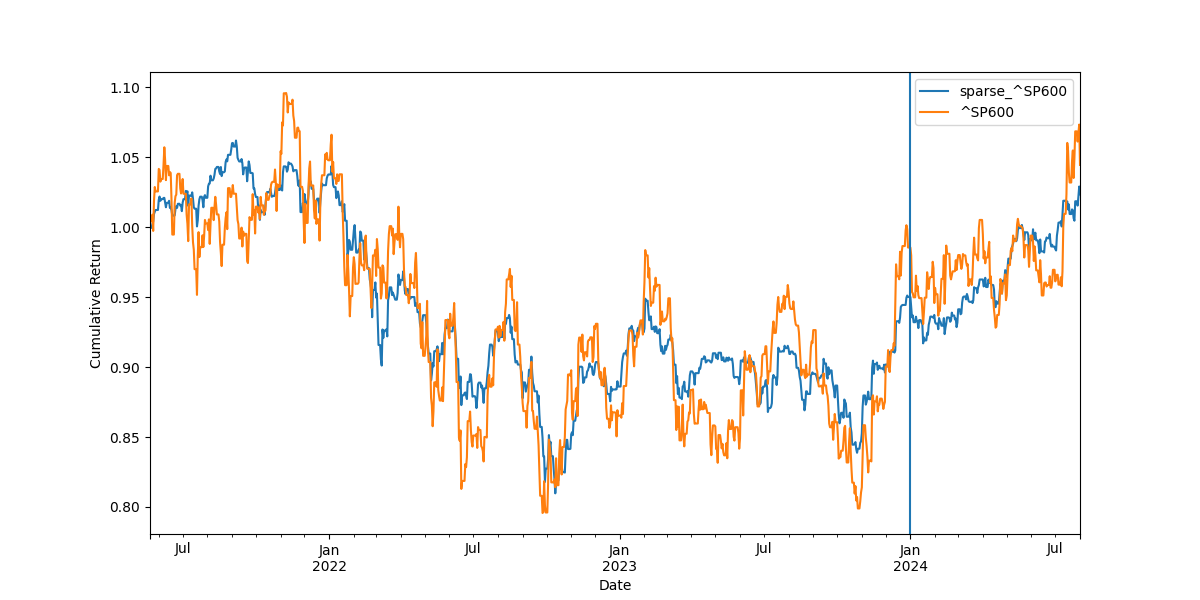 sparse_^SP600
^SP600
1.10
1.05
1.00
0.95
0.90
0.85
0.80
Cumulative Return
Jul
Jan
2022
Jul
Jan
2023
Jul
Jan
2024
Jul
Date